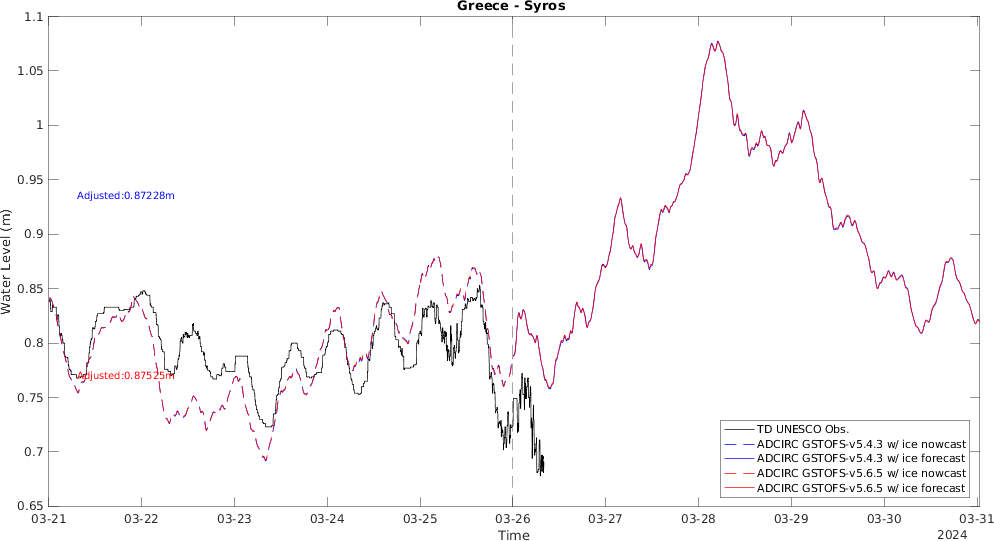 Greece - Syros
1.1
1.05
1
0.95
0.9
0.85
0.8
0.75
0.7
0.65
Water Level (m)
Adjusted:0.87228m
Adjusted:0.87525m
TD UNESCO Obs.
ADCIRC GSTOFS-v5.4.3 w/ ice nowcast
ADCIRC GSTOFS-v5.4.3 w/ ice forecast
ADCIRC GSTOFS-v5.6.5 w/ ice nowcast
ADCIRC GSTOFS-v5.6.5 w/ ice forecast
03-21 03-22 03-23 03-24 03-25 03-26 03-27 03-28 03-29 03-30 03-31
Time
2024